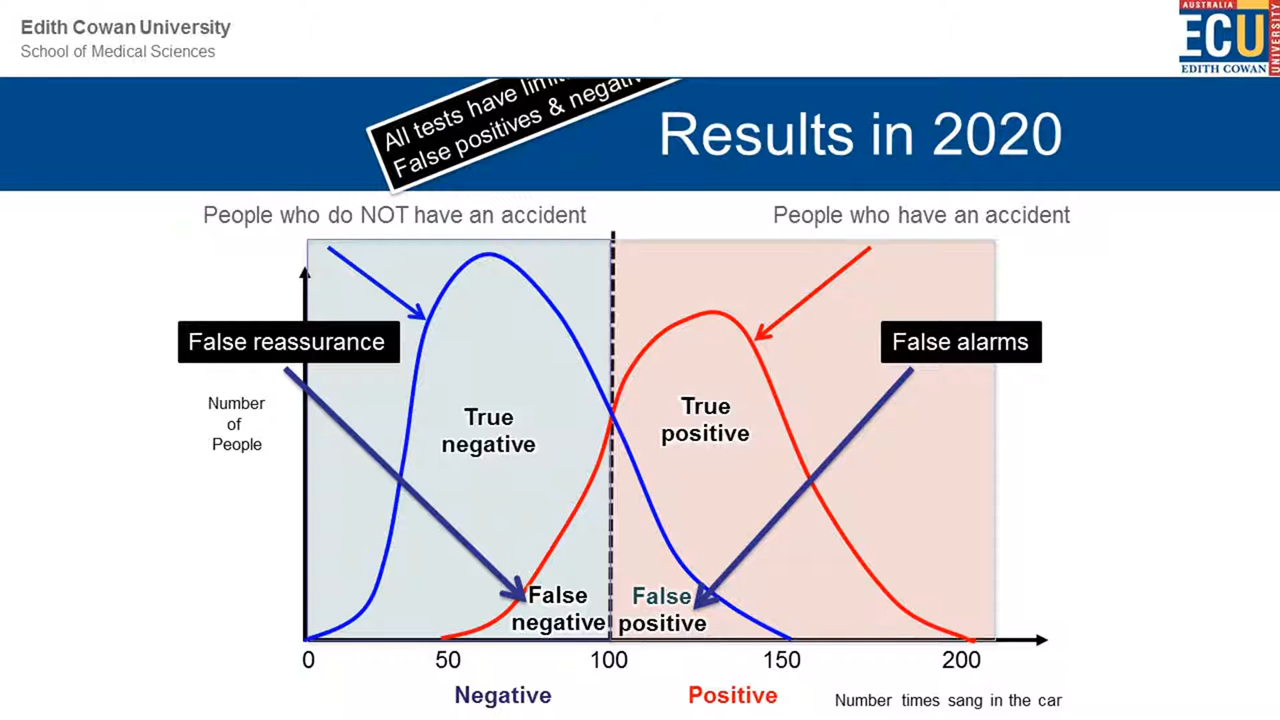 Edith Cowan University
School of Medical Sciences
AUSTRALIA
ECU
EDITH COWAN
UNIVERSITY
All tests have
False positives &
Results in 2020
People who do NOT have an accident
People who have an accident
False reassurance
False alarms
Number
of
People
True
negative
True
positive
False
negative
False
positive
0
50
100
150
200
Negative
Positive
Number times sang in the car